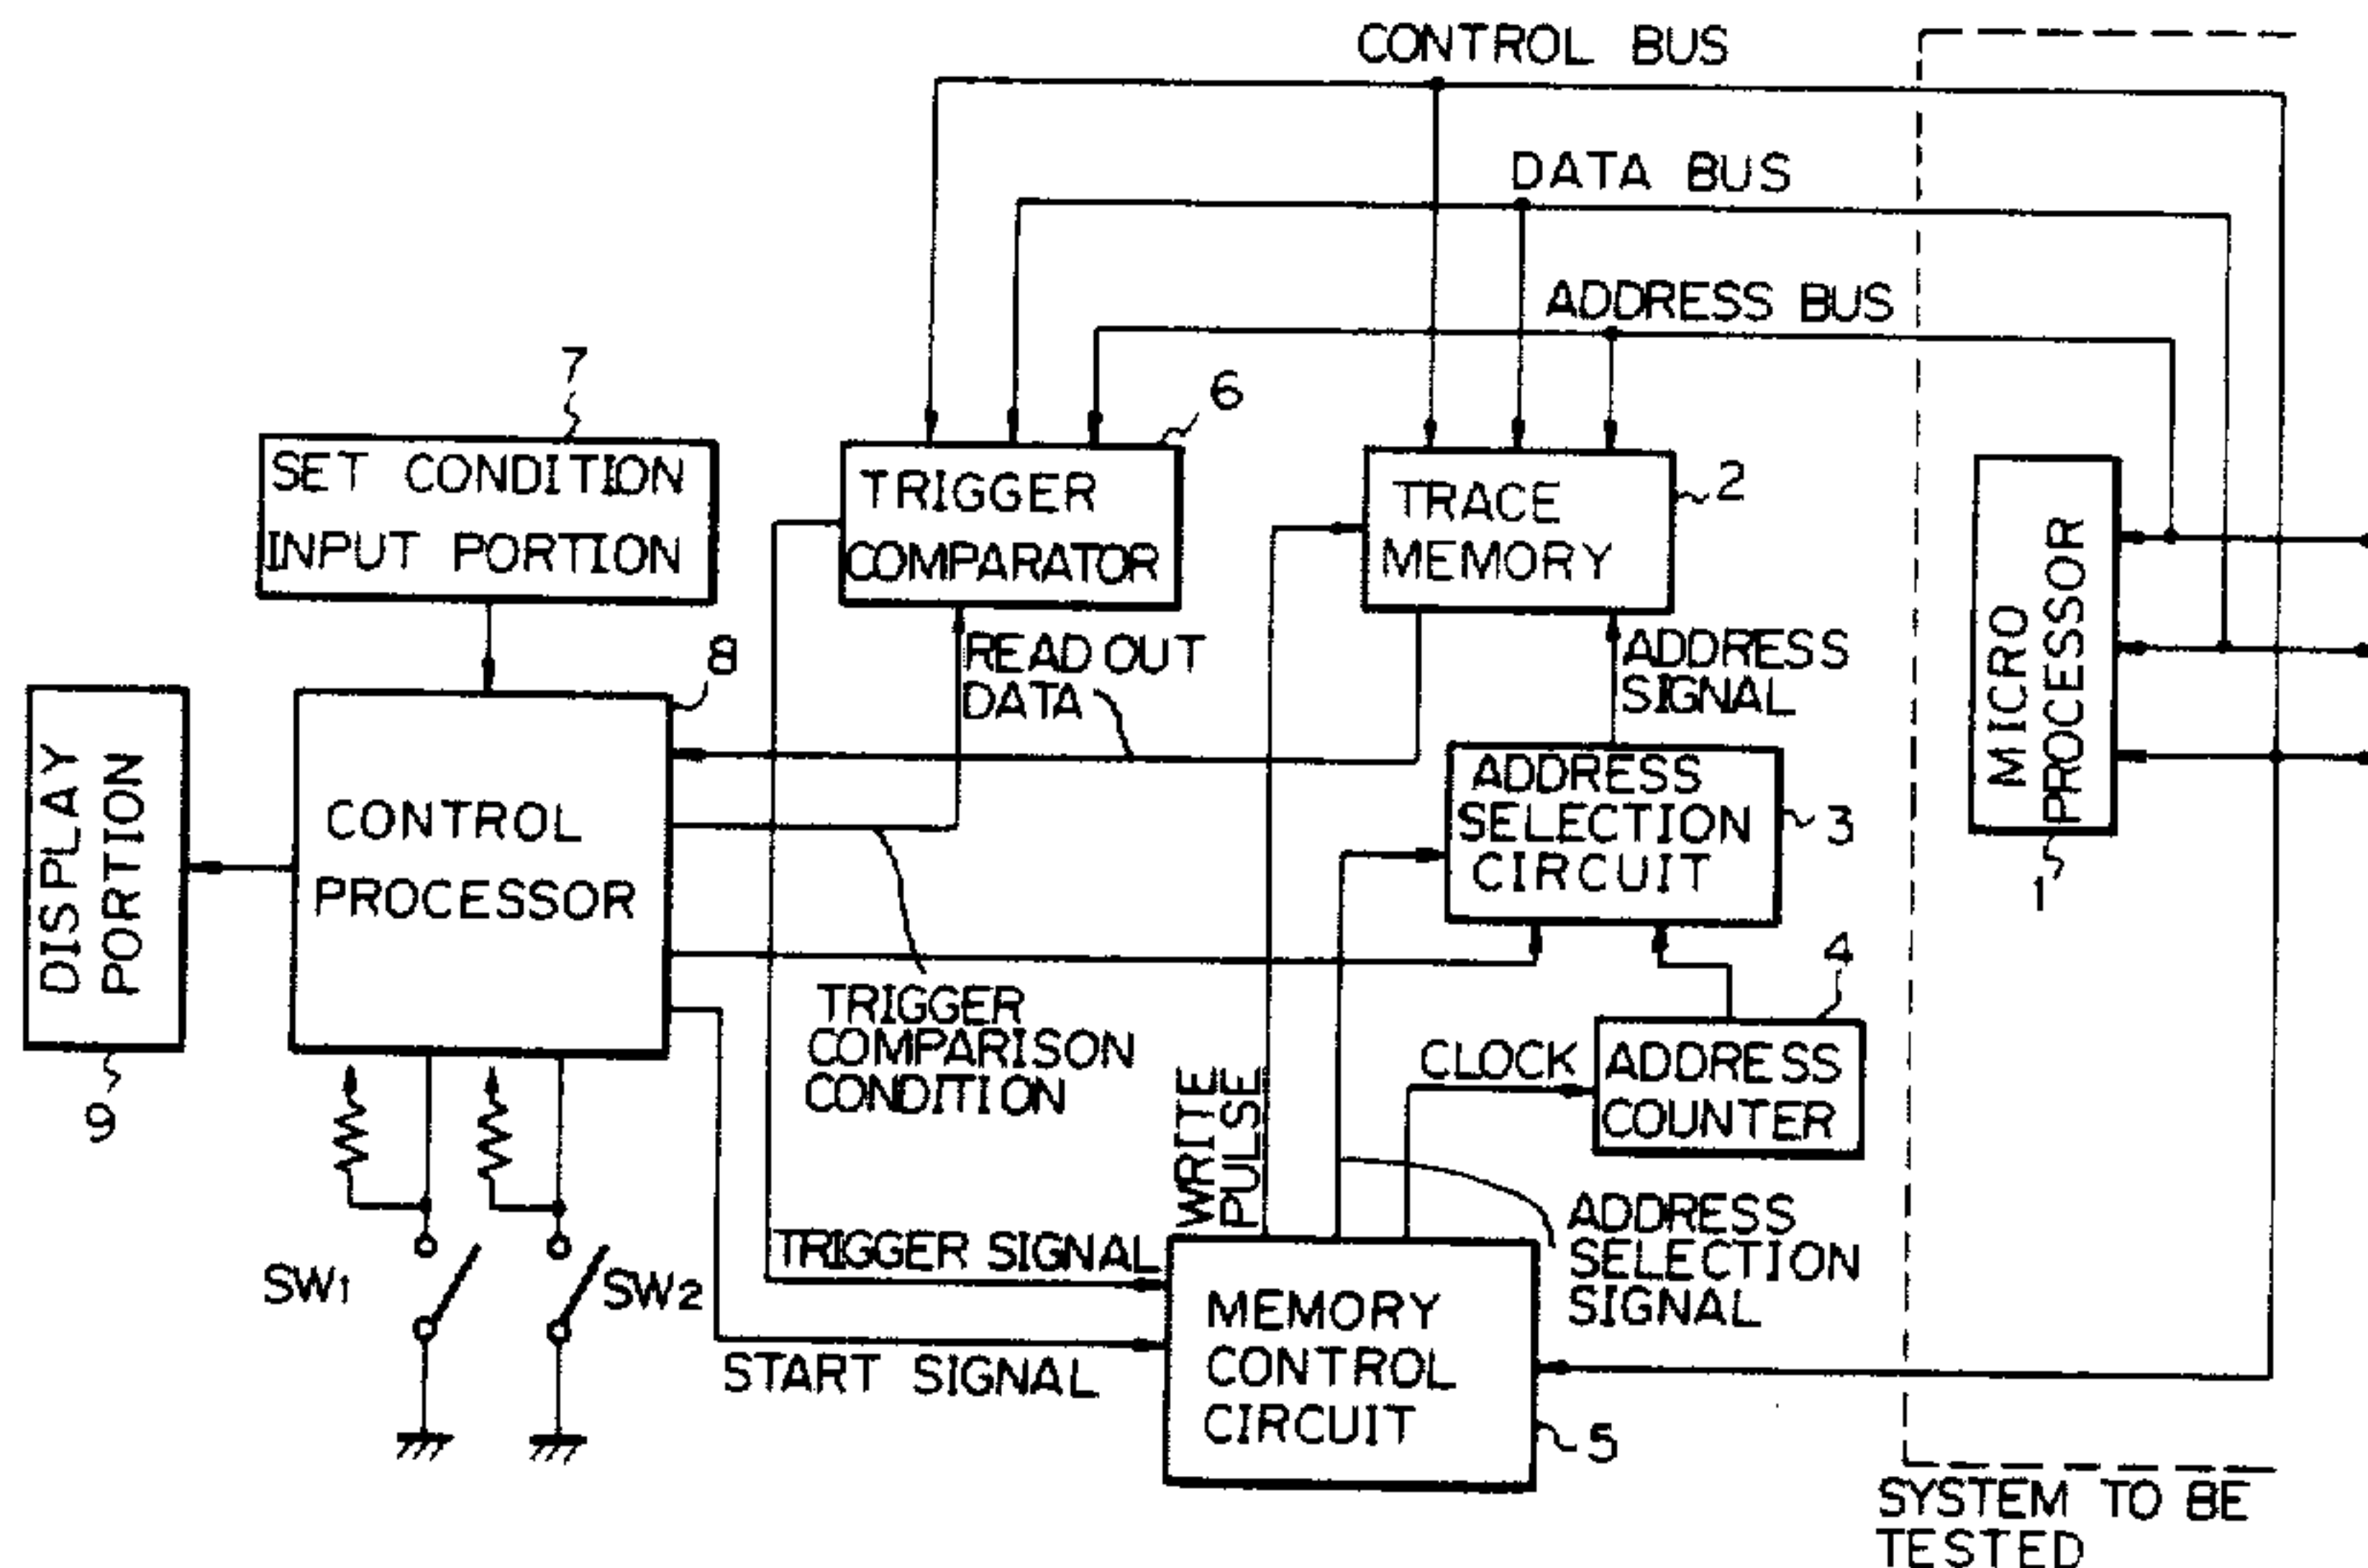 CONTROL BUS
DATA BUS
ADDRESS BUS
7
SET CONDITION
INPUT PORTION
6
TRIGGER
COMPARATOR
2
TRACE
MEMORY
MICRO
PROCESSOR
1
8
READ OUT
DATA
ADDRESS
SIGNAL
DISPLAY
PORTION
9
CONTROL
PROCESSOR
ADDRESS
SELECTION
CIRCUIT
3
TRIGGER
COMPARISON
CONDITION
4
CLOCK
ADDRESS
COUNTER
WRITE
PULSE
ADDRESS
SELECTION
SIGNAL
TRIGGER SIGNAL
SW1
SW2
START SIGNAL
MEMORY
CONTROL
CIRCUIT
5
SYSTEM TO BE
TESTED